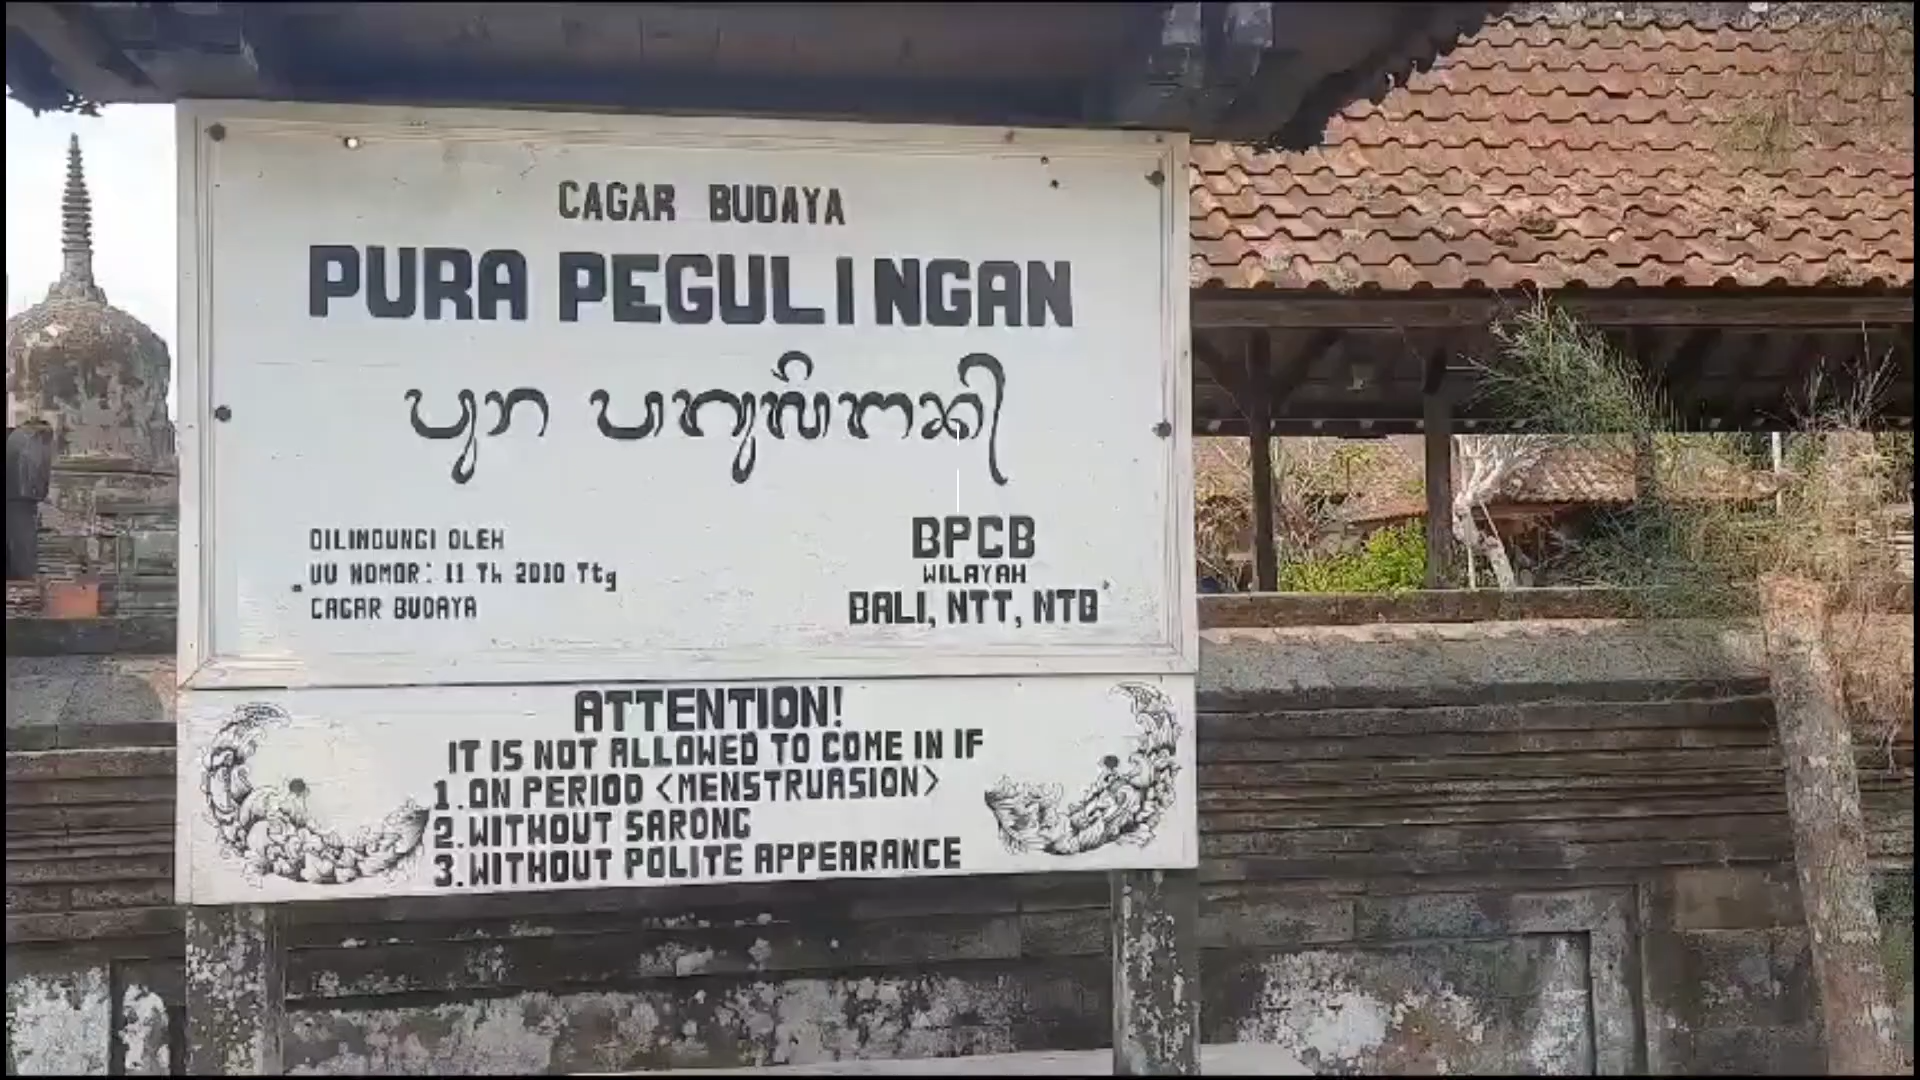 CAGAR BUDAYA
PURA PEGULINGAN
ᬧᬸᬭ ᬧᬕᬸᬮᬶᬗᬦ᭄
DILINDUNGI OLEH
UU NOMOR: 11 Th 2010 Ttg
CAGAR BUDAYA
BPCB
WILAYAH
BALI, NTT, NTB
ATTENTION!
IT IS NOT ALLOWED TO COME IN IF
1. ON PERIOD <MENSTRUASION>
2. WITHOUT SARONG
3. WITHOUT POLITE APPEARANCE